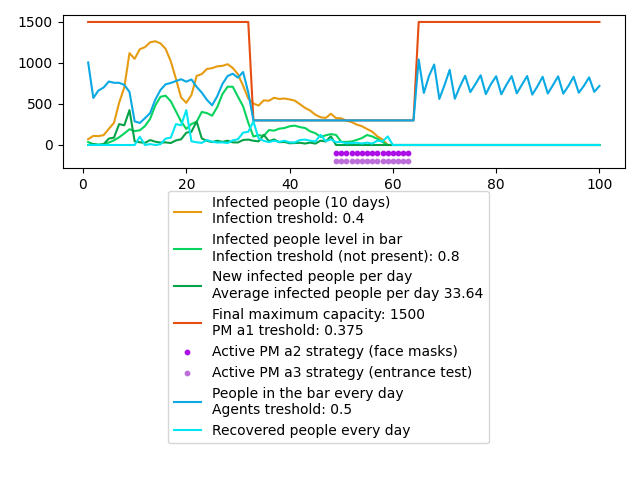 1500
1000
500
0
0 20 40 60 80 100
Infected people (10 days)
Infection treshold: 0.4
Infected people level in bar
Infection treshold (not present): 0.8
New infected people per day
Average infected people per day 33.64
Final maximum capacity: 1500
PM a1 treshold: 0.375
Active PM a2 strategy (face masks)
Active PM a3 strategy (entrance test)
People in the bar every day
Agents treshold: 0.5
Recovered people every day